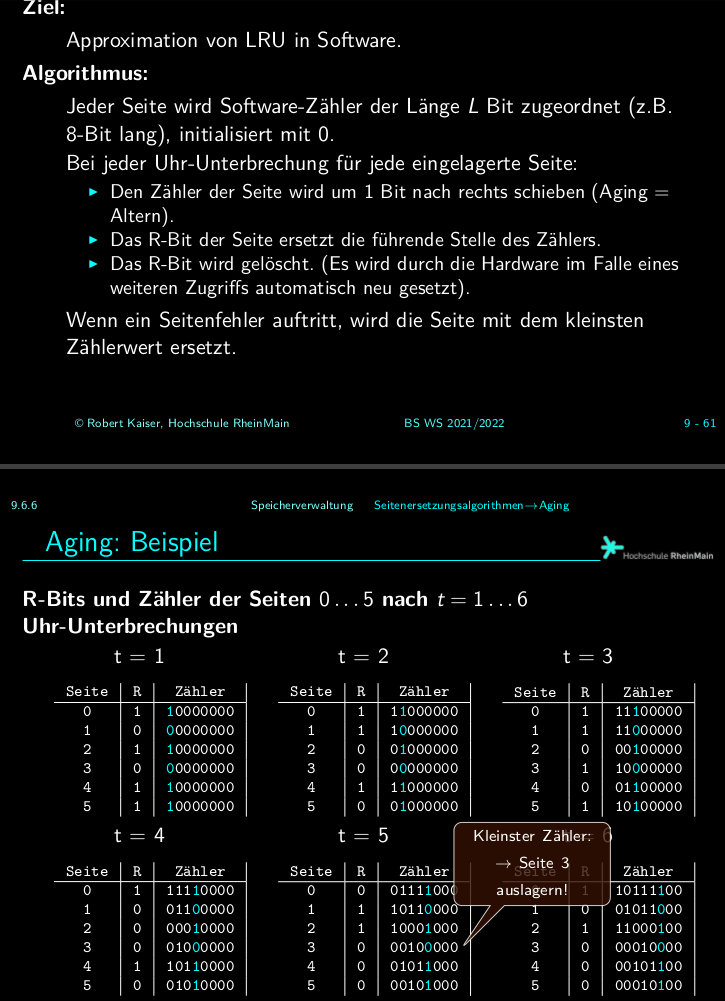 Ziel:
Approximation von LRU in Software.
Algorithmus:
Jeder Seite wird Software-Zähler der Länge L Bit zugeordnet (z.B.
8-Bit lang), initialisiert mit 0.
Bei jeder Uhr-Unterbrechung für jede eingelagerte Seite:
▶ Den Zähler der Seite wird um 1 Bit nach rechts schieben (Aging =
Altern).
▶ Das R-Bit der Seite ersetzt die führende Stelle des Zählers.
▶ Das R-Bit wird gelöscht. (Es wird durch die Hardware im Falle eines
weiteren Zugriffs automatisch neu gesetzt).
Wenn ein Seitenfehler auftritt, wird die Seite mit dem kleinsten
Zählerwert ersetzt.
© Robert Kaiser, Hochschule RheinMain BS WS 2021/2022 9 - 61
9.6.6 Speicherverwaltung Seitenersetzungsalgorithmen→Aging
Aging: Beispiel
Hochschule RheinMain
R-Bits und Zähler der Seiten 0...5 nach t = 1...6
Uhr-Unterbrechungen
t = 1
Seite R Zähler
0 1 10000000
1 0 00000000
2 1 10000000
3 0 00000000
4 1 10000000
5 1 10000000
t = 2
Seite R Zähler
0 1 11000000
1 1 10000000
2 0 01000000
3 0 00000000
4 1 11000000
5 0 01000000
t = 3
Seite R Zähler
0 1 11100000
1 1 11000000
2 0 00100000
3 1 10000000
4 0 01100000
5 1 10100000
t = 4
Seite R Zähler
0 1 11110000
1 0 01100000
2 0 00010000
3 0 01000000
4 1 10110000
5 0 01010000
t = 5
Seite R Zähler
0 0 01111000
1 1 10110000
2 1 10001000
3 0 00100000
4 0 01011000
5 0 00101000
Kleinster Zähler:
→ Seite 3
auslagern!
6
Seite R Zähler
0 1 10111100
1 0 01011000
2 1 11000100
3 0 00010000
4 0 00101100
5 0 00010100